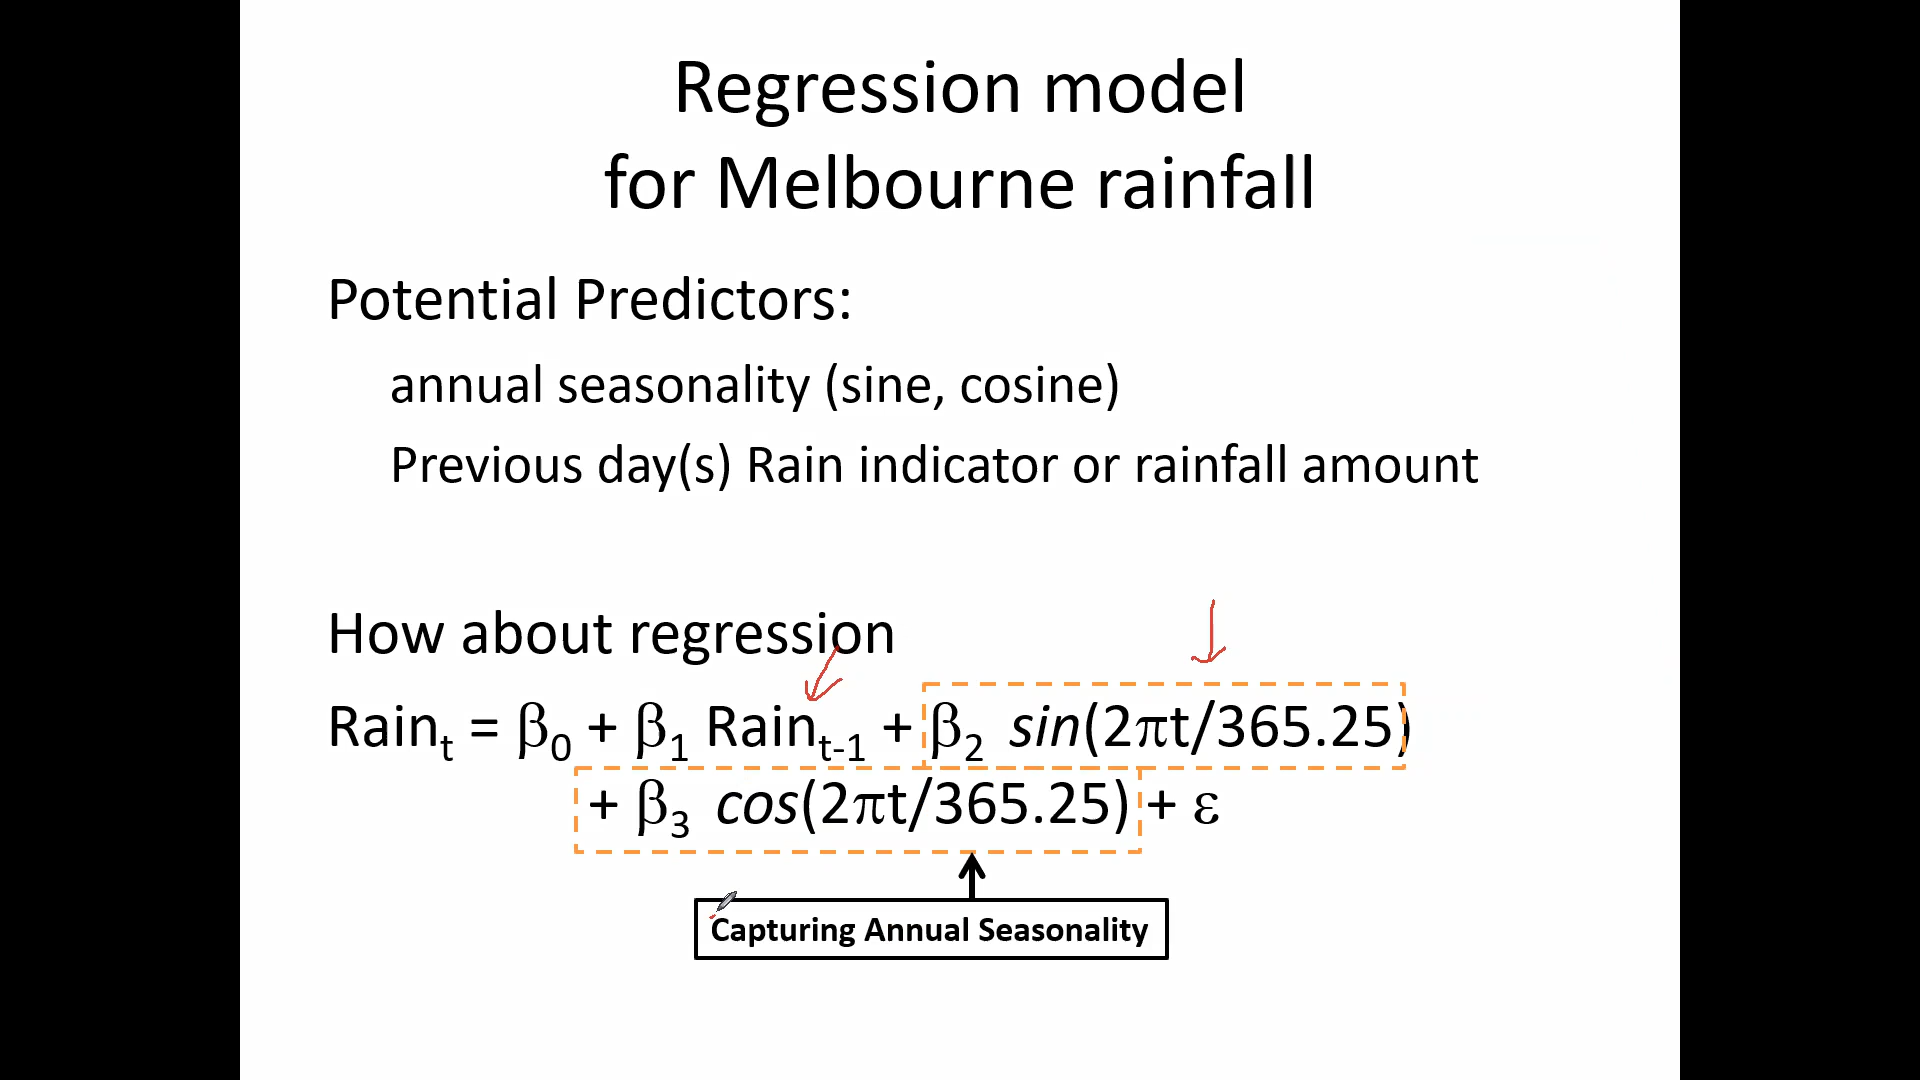 Regression model
for Melbourne rainfall
Potential Predictors:
annual seasonality (sine, cosine)
Previous day(s) Rain indicator or rainfall amount
How about regression
Rainₜ = β₀ + β₁ Rainₜ₋₁ + β₂ sin(2πt/365.25)
+ β₃ cos(2πt/365.25) + ε
Capturing Annual Seasonality